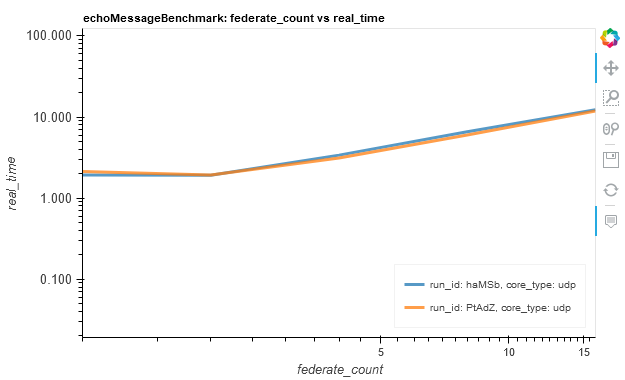 echoMessageBenchmark: federate_count vs real_time
100.000
10.000
1.000
0.100
real_time
5
10
15
federate_count
run_id: haMSb, core_type: udp
run_id: PtAdZ, core_type: udp